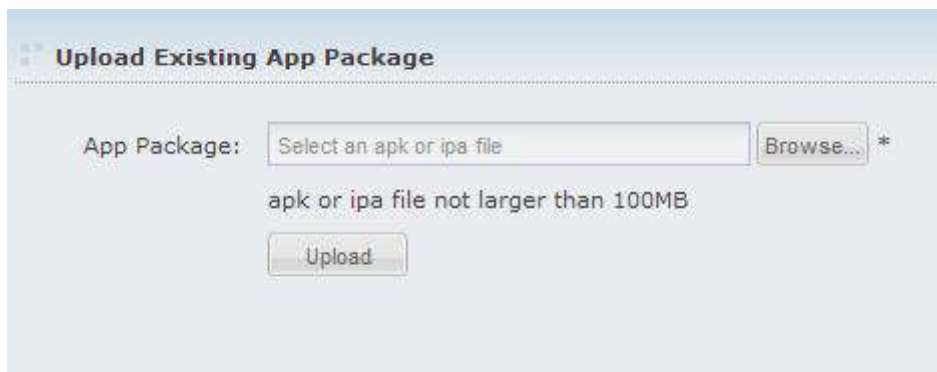 Upload Existing App Package
App Package: Select an apk or ipa file Browse... *
apk or ipa file not larger than 100MB
Upload